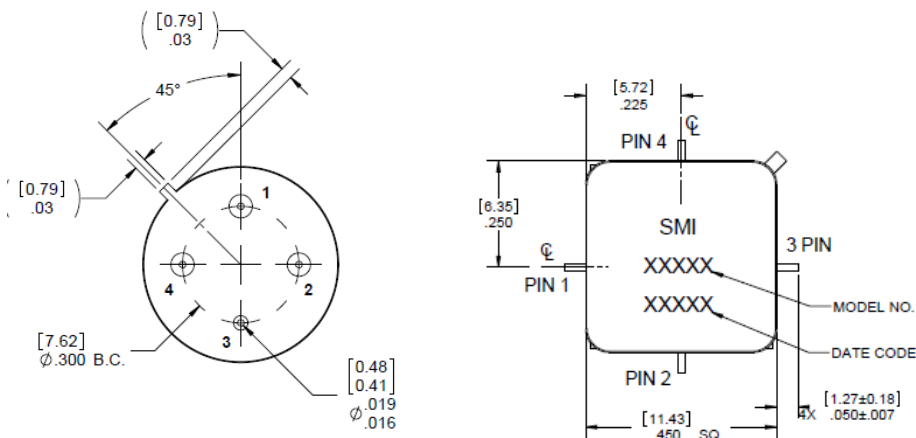 [0.79]
.03
45°
[0.79]
.03
1
4
2
3
[7.62]
Ø.300 B.C.
[0.48]
[0.41]
Ø.019
.016
[5.72]
.225
℄
PIN 4
[6.35]
.250
SMI
℄
3 PIN
XXXXX
PIN 1
MODEL NO.
XXXXX
DATE CODE
PIN 2
[1.27±0.18]
4X .050±.007
[11.43]
.450 SQ